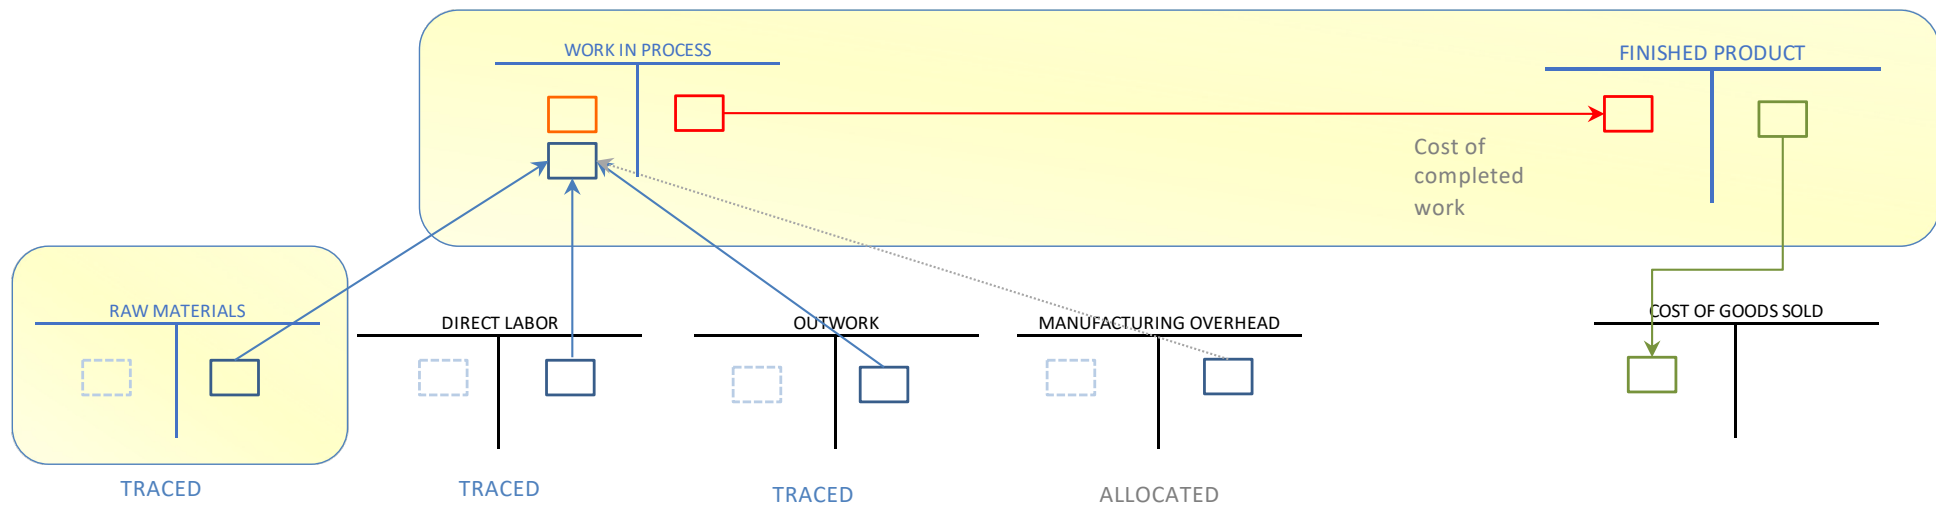 WORK IN PROCESS
FINISHED PRODUCT
Cost of
completed
work
RAW MATERIALS
DIRECT LABOR
OUTWORK
MANUFACTURING OVERHEAD
COST OF GOODS SOLD
TRACED
TRACED
TRACED
ALLOCATED